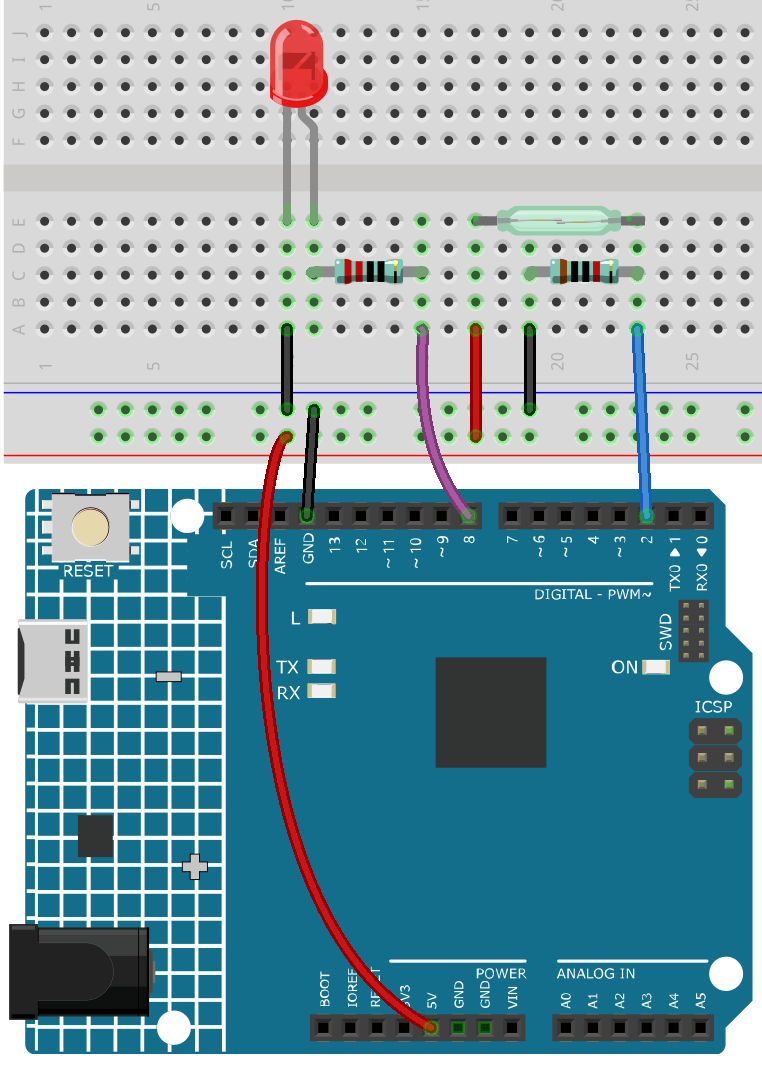 1 5 10 15 20 25
J
I
H
G
F
E
D
C
B
A
1 5 20 25
RESET
SCL
SDA
AREF
GND
13
12
~11
~10
~9
8
7
~6
~5
4
~3
2
TX0 ▶ 1
RX0 ◀ 0
DIGITAL - PWM~
L
TX
RX
ON
SWD
ICSP
BOOT
IOREF
5V
GND
GND
VIN
POWER
ANALOG IN
A0
A1
A2
A3
A4
A5